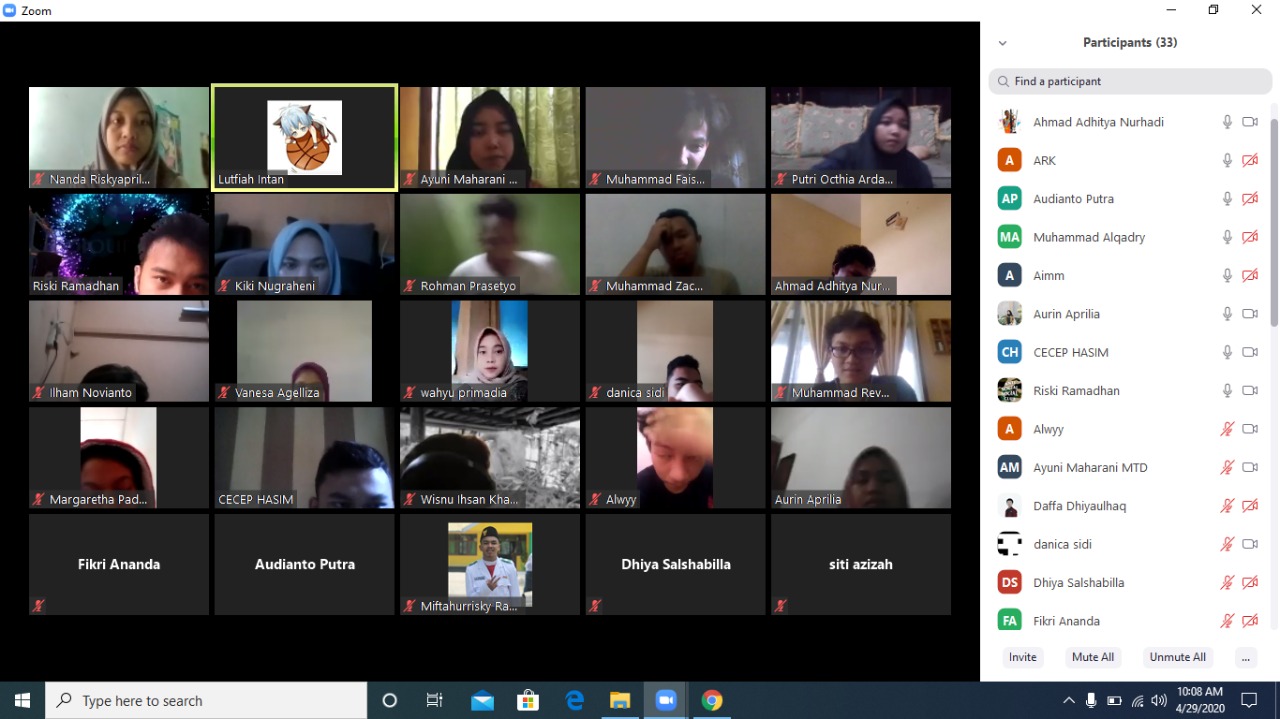 Zoom
Participants (33)
Find a participant
Nanda Riskyapril...
Lutfiah Intan
Ayuni Maharani ...
Muhammad Fais...
Putri Octhia Arda...
Riski Ramadhan
Kiki Nugraheni
Rohman Prasetyo
Muhammad Zac...
Ahmad Adhitya Nur...
Ilham Novianto
Vanesa Agelliza
wahyu primadia
danica sidi
Muhammad Rev...
Margaretha Pad...
CECEP HASIM
Wisnu Ihsan Kha...
Alwyy
Aurin Aprilia
Fikri Ananda
Audianto Putra
Miftahurrisky Ra...
Dhiya Salshabilla
siti azizah
Ahmad Adhitya Nurhadi
A ARK
AP Audianto Putra
MA Muhammad Alqadry
A Aimm
Aurin Aprilia
CH CECEP HASIM
Riski Ramadhan
A Alwyy
AM Ayuni Maharani MTD
Daffa Dhiyaulhaq
danica sidi
DS Dhiya Salshabilla
FA Fikri Ananda
Invite Mute All Unmute All ...
Type here to search
10:08 AM
4/29/2020